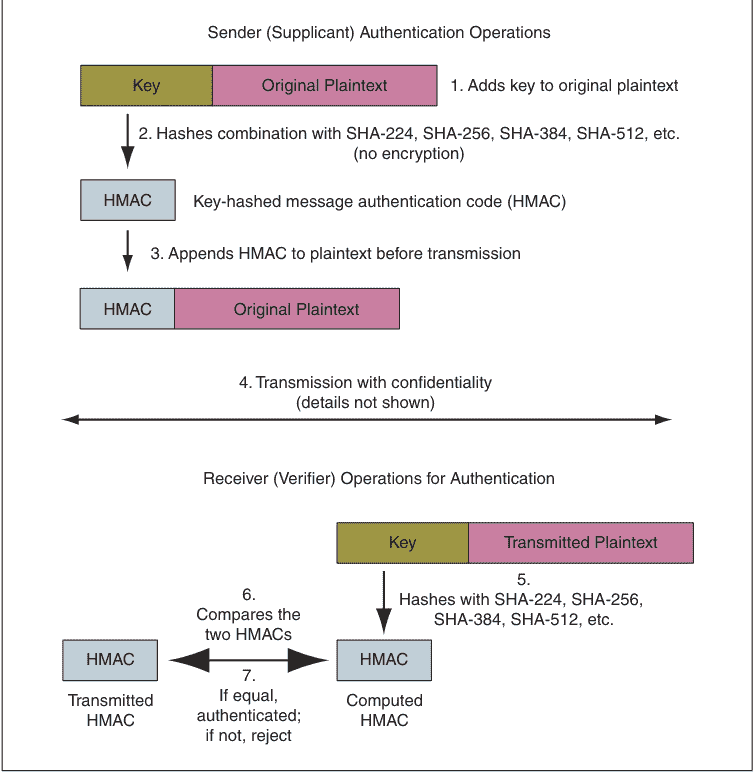 Sender (Supplicant) Authentication Operations
Key
Original Plaintext
1. Adds key to original plaintext
2. Hashes combination with SHA-224, SHA-256, SHA-384, SHA-512, etc.
(no encryption)
HMAC
Key-hashed message authentication code (HMAC)
3. Appends HMAC to plaintext before transmission
HMAC
Original Plaintext
4. Transmission with confidentiality
(details not shown)
Receiver (Verifier) Operations for Authentication
Key
Transmitted Plaintext
5.
Hashes with SHA-224, SHA-256,
SHA-384, SHA-512, etc.
6.
Compares the
two HMACs
HMAC
HMAC
Transmitted
HMAC
7.
If equal,
authenticated;
if not, reject
Computed
HMAC